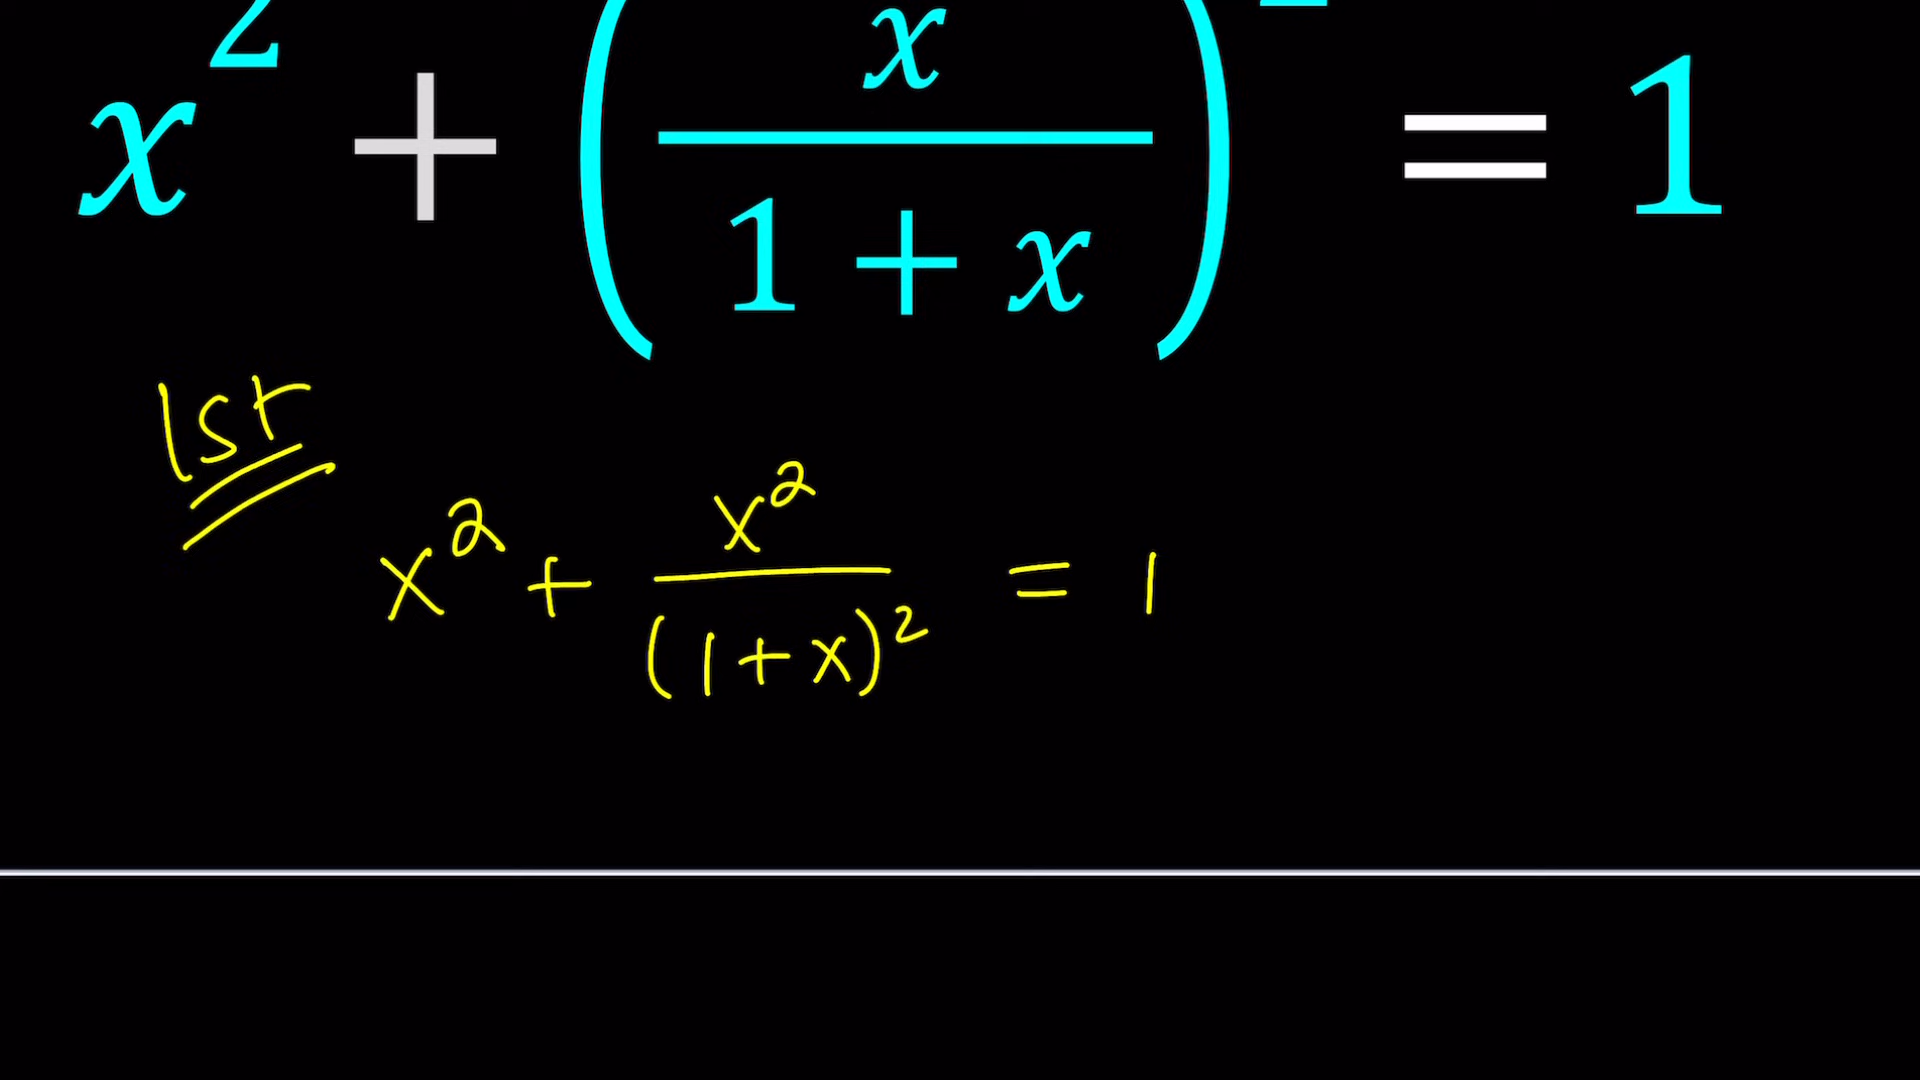 x² + (x / (1 + x))² = 1
1st
x² + x² / (1+x)² = 1